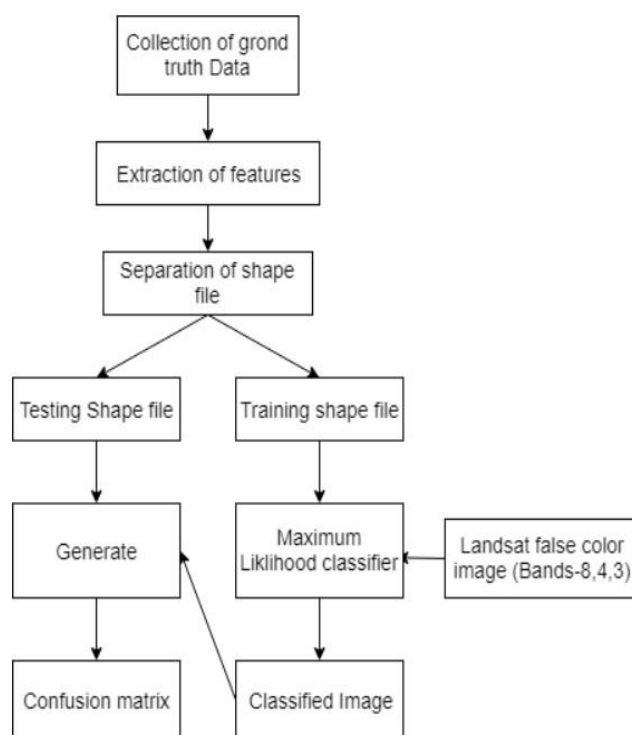 Collection of grond
truth Data
Extraction of features
Separation of shape
file
Testing Shape file
Training shape file
Generate
Maximum
Liklihood classifier
Landsat false color
image (Bands-8,4,3)
Confusion matrix
Classified Image